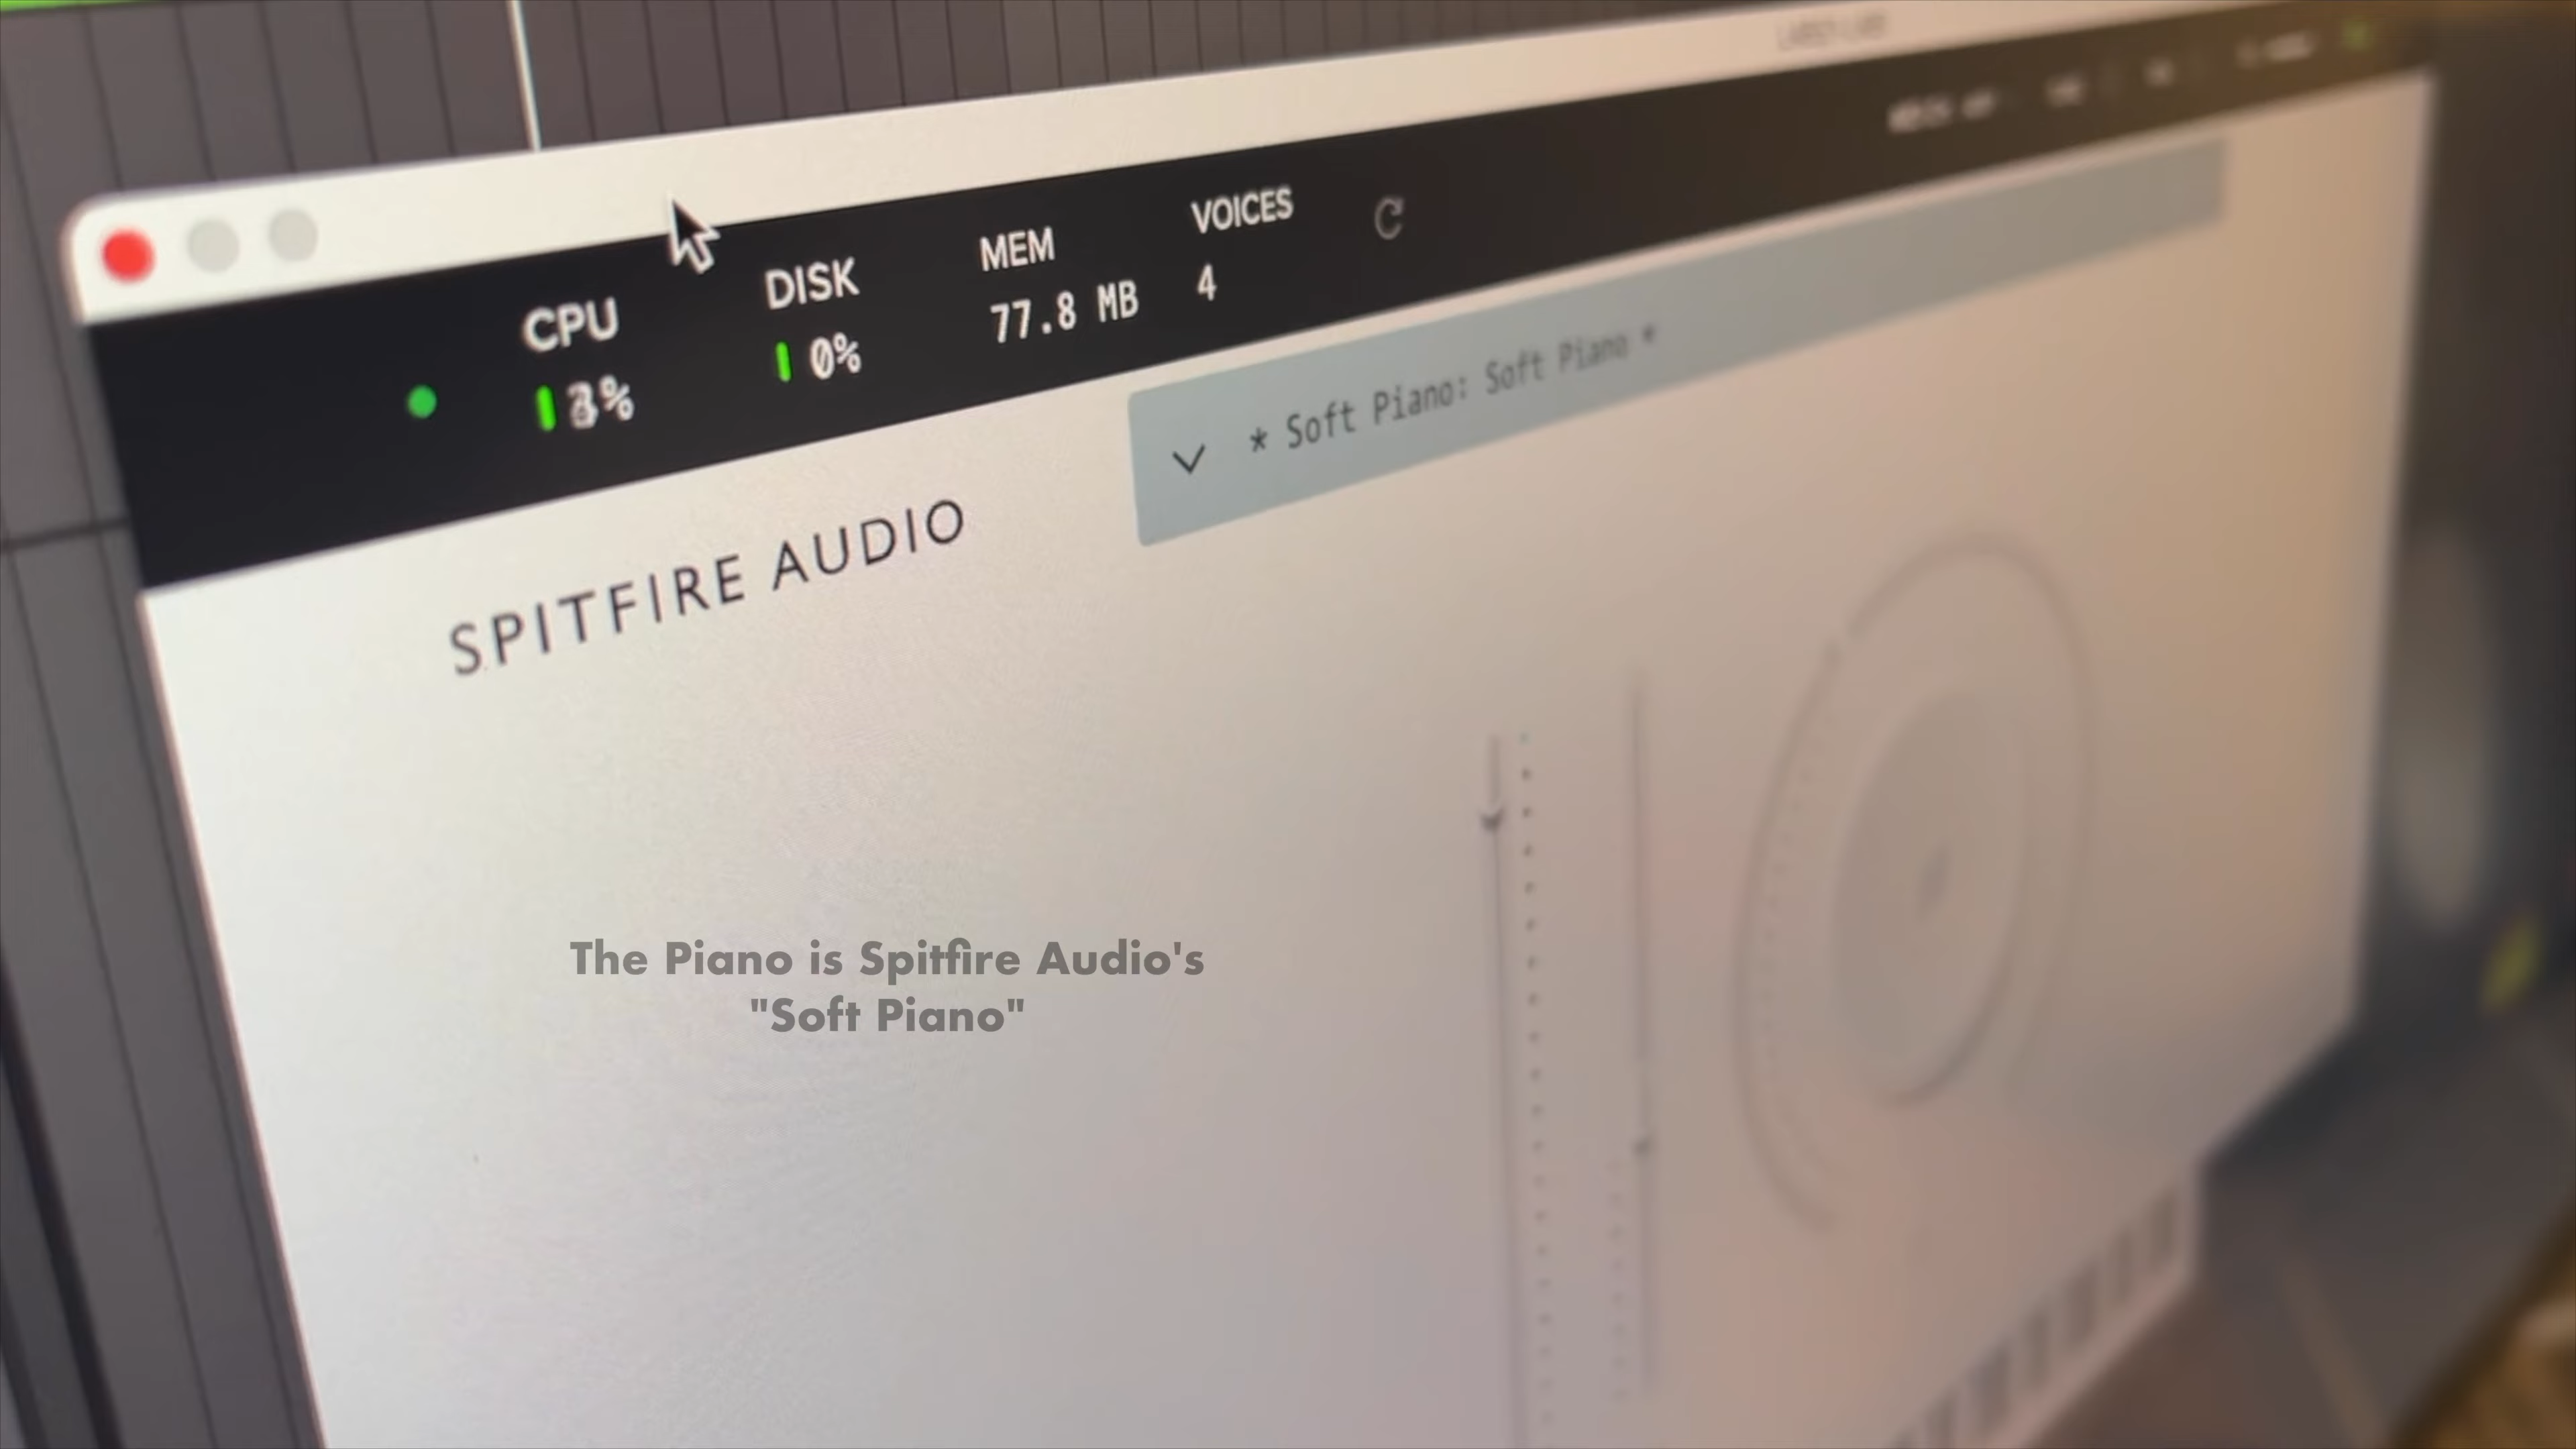 CPU
DISK
MEM
VOICES
0%
77.8 MB
4
* Soft Piano: Soft Piano *
SPITFIRE AUDIO
The Piano is Spitfire Audio's
"Soft Piano"